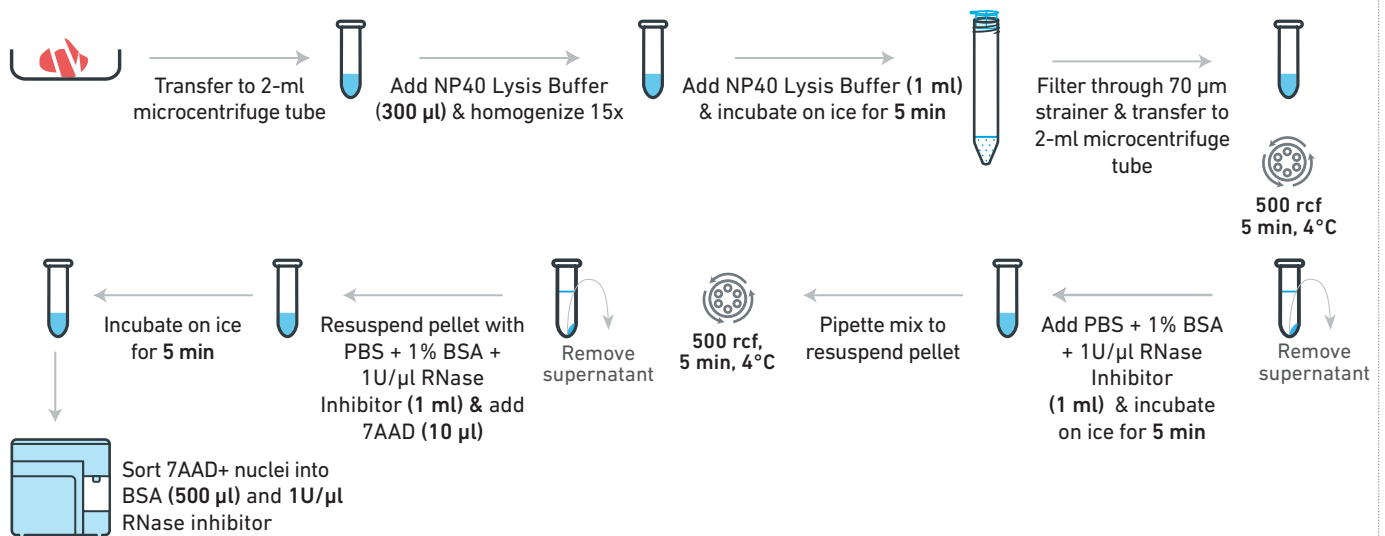 Transfer to 2-ml
microcentrifuge tube
Add NP40 Lysis Buffer
(300 µl) & homogenize 15x
Add NP40 Lysis Buffer (1 ml)
& incubate on ice for 5 min
Filter through 70 µm
strainer & transfer to
2-ml microcentrifuge
tube
500 rcf
5 min, 4°C
Remove
supernatant
Add PBS + 1% BSA
+ 1U/µl RNase
Inhibitor
(1 ml) & incubate
on ice for 5 min
Pipette mix to
resuspend pellet
500 rcf,
5 min, 4°C
Remove
supernatant
Resuspend pellet with
PBS + 1% BSA +
1U/µl RNase
Inhibitor (1 ml) & add
7AAD (10 µl)
Incubate on ice
for 5 min
Sort 7AAD+ nuclei into
BSA (500 µl) and 1U/µl
RNase inhibitor